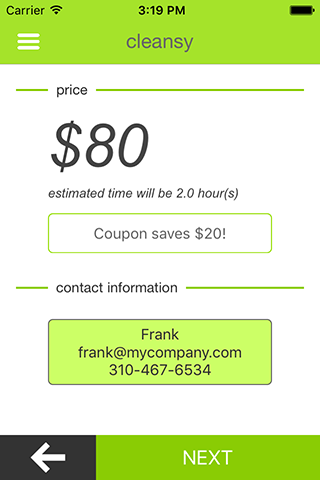 Carrier 3:19 PM
cleansy
price
$80
estimated time will be 2.0 hour(s)
Coupon saves $20!
contact information
Frank
frank@mycompany.com
310-467-6534
NEXT